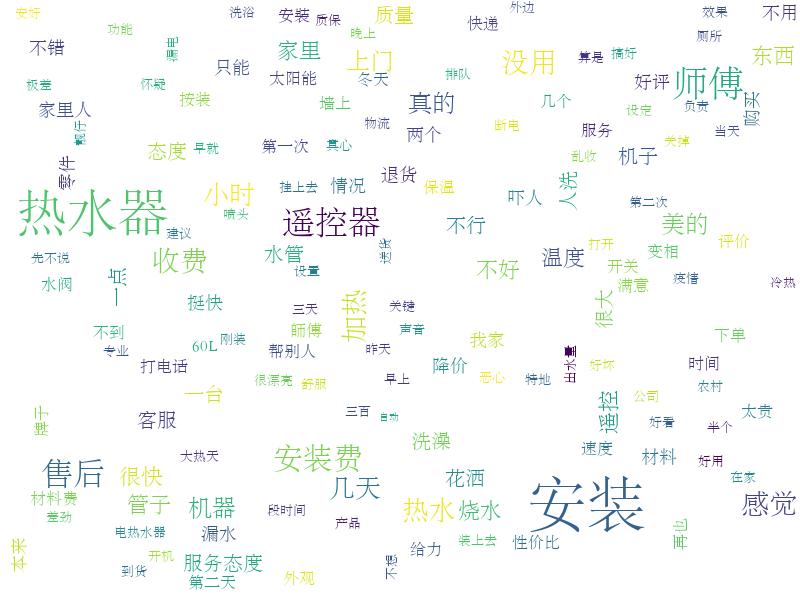 安好
洗浴
安裝
质保
质量
外边
快递
效果
不用
功能
晚上
厕所
漏电
不错
家里
上门
没用
算是
搞好
东西
只能
太阳能
冬天
排队
好评
师傅
极差
怀疑
按装
墙上
真的
几个
负责
设定
购买
家里人
物流
断电
服务
当天
靓仔
两个
关掉
态度
早就
第一次
真心
乱收
机子
零件
退货
挂上去
情况
保温
吓人
人洗
小时
第二次
热水器
喷头
遥控器
不行
美的
建议
送货
打开
评价
先不说
收费
水管
温度
变相
设置
不好
开关
疫情
水阀
一点
满意
冷热
挺快
三天
加热
关键
很大
不到
師傅
声音
60L
刚装
我家
下单
专业
帮别人
昨天
打电话
降价
出水量
好坏
时间
很漂亮
舒服
早上
恶心
特地
农村
一台
公司
三百
自动
遥控
太贵
客服
好看
半个
洗澡
大热天
安装费
速度
材料
好用
售后
很快
几天
花洒
在家
材料费
管子
机器
段时间
热水
烧水
安装
感觉
差劲
产品
电热水器
漏水
装上去
性价比
再也
本来
开机
给力
服务态度
到货
第二天
外观
不想